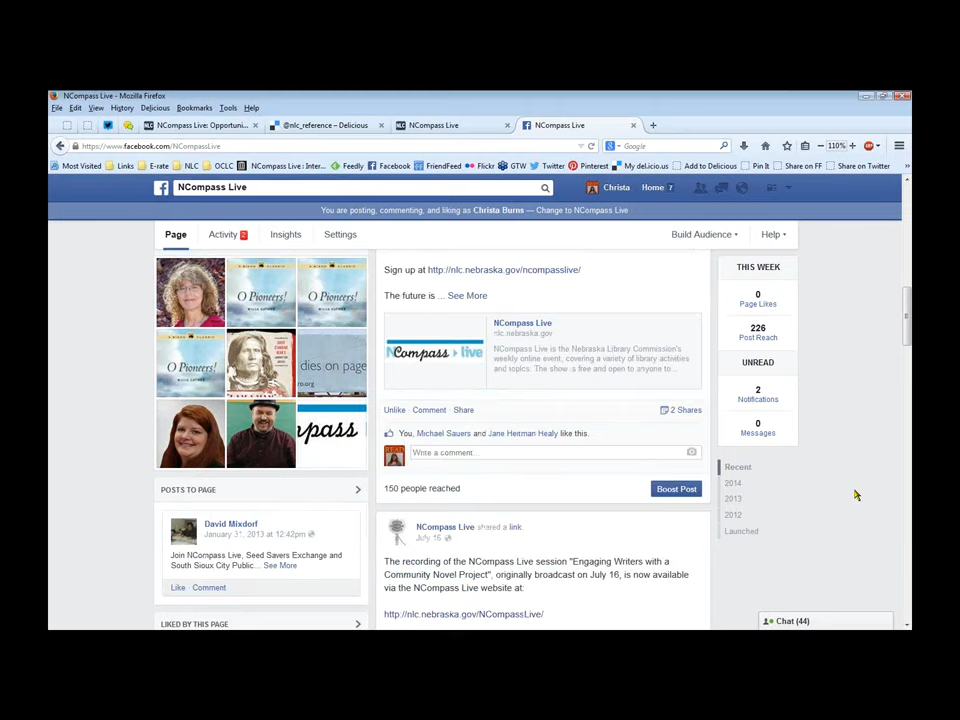 NCompass Live - Mozilla Firefox
File Edit View History Delicious Bookmarks Tools Help
NCompass Live: Opportuni... × @nlc_reference – Delicious × NCompass Live × NCompass Live × +
https://www.facebook.com/NCompassLive Google 110%
Most Visited Links E-rate NLC OCLC NCompass Live : Inter... Feedly Facebook FriendFeed Flickr GTW Twitter Pinterest My del.icio.us Add to Delicious Pin It Share on FF Share on Twitter »
NCompass Live Christa Home 7
You are posting, commenting, and liking as Christa Burns — Change to NCompass Live
Page Activity 2 Insights Settings Build Audience Help
Sign up at http://nlc.nebraska.gov/ncompasslive/
The future is ... See More
NCompass Live
nlc.nebraska.gov
NCompass Live is the Nebraska Library Commission's
weekly online event, covering a variety of library activities
and topics. The show is free and open to anyone to...
NCompass live
Unlike · Comment · Share 2 Shares
You, Michael Sauers and Jane Heitman Healy like this.
Write a comment...
150 people reached Boost Post
NCompass Live shared a link.
July 16
The recording of the NCompass Live session "Engaging Writers with a
Community Novel Project", originally broadcast on July 16, is now available
via the NCompass Live website at:
http://nlc.nebraska.gov/NCompassLive/
O Pioneers!
O Pioneers!
O Pioneers!
dies on page
ro.org
pass
POSTS TO PAGE
David Mixdorf
January 31, 2013 at 12:42pm
Join NCompass Live, Seed Savers Exchange and
South Sioux City Public... See More
Like · Comment
LIKED BY THIS PAGE
THIS WEEK
0
Page Likes
226
Post Reach
UNREAD
2
Notifications
0
Messages
Recent
2014
2013
2012
Launched
Chat (44)